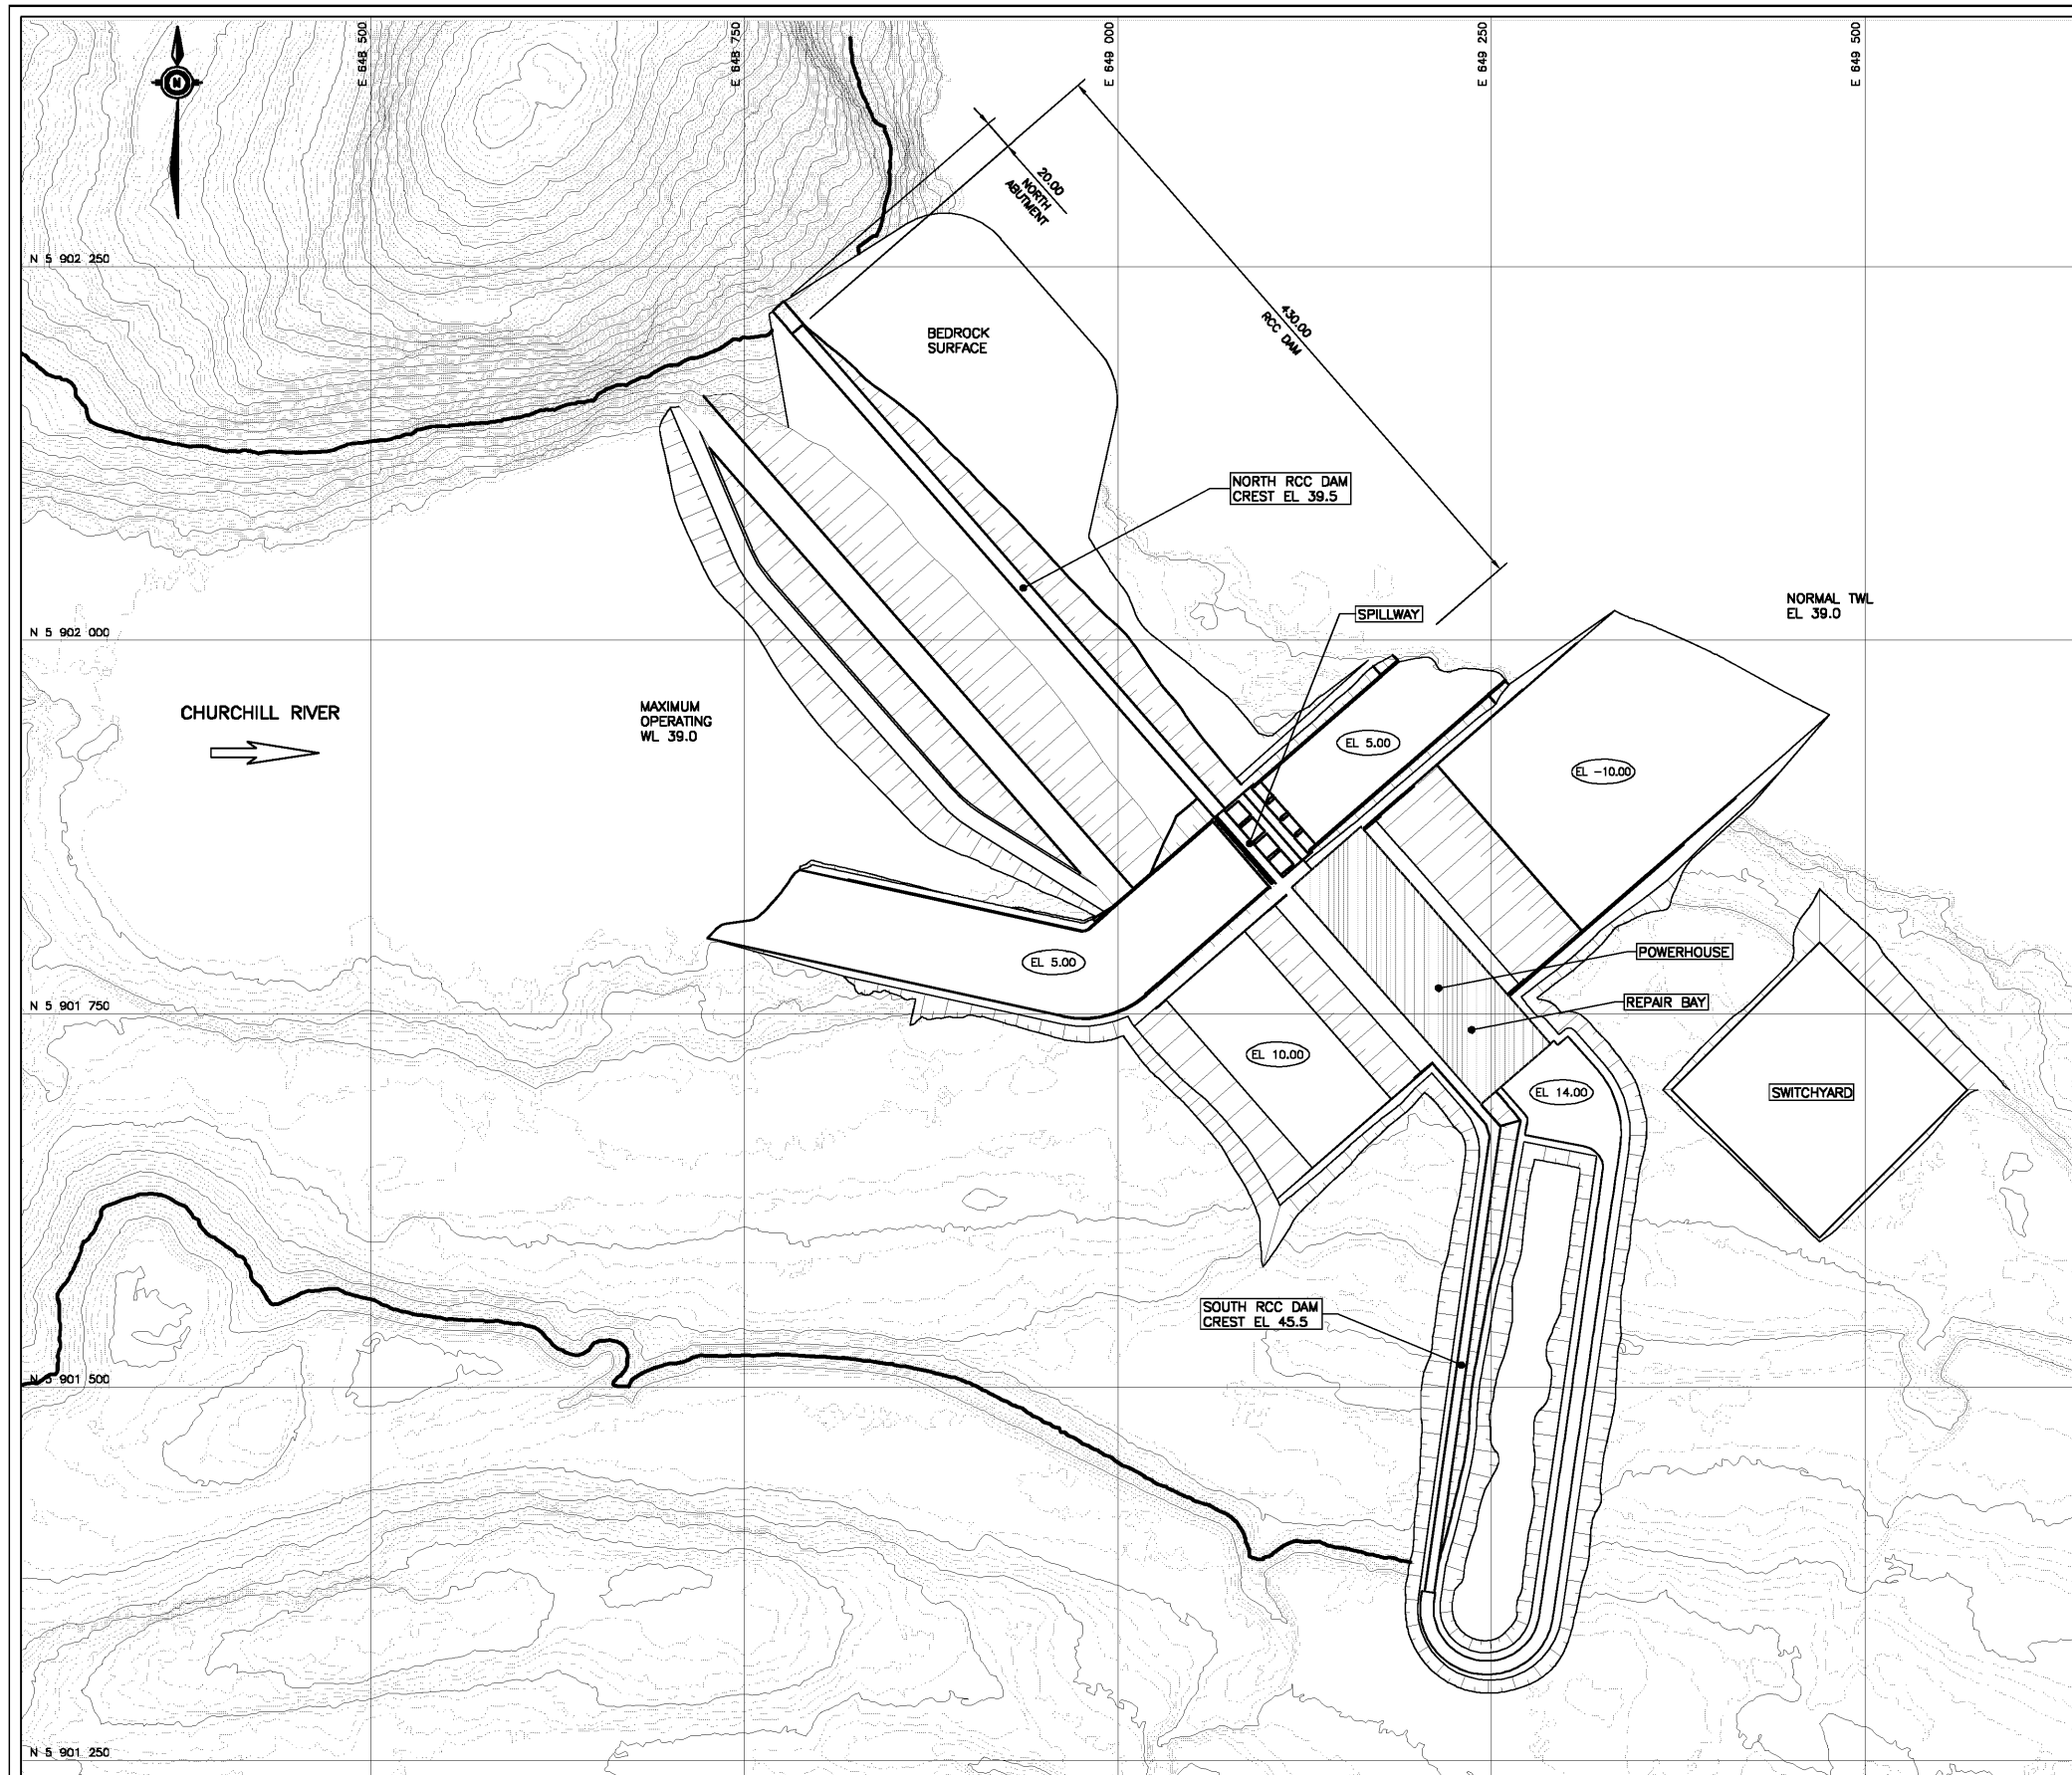 E 648 500
E 648 750
E 649 000
E 649 250
E 649 500
N
20.00
NORTH
ABUTMENT
N 5 902 250
BEDROCK
SURFACE
430.00
RCC DAM
NORTH RCC DAM
CREST EL 39.5
NORMAL TWL
EL 39.0
SPILLWAY
N 5 902 000
CHURCHILL RIVER
MAXIMUM
OPERATING
WL 39.0
EL 5.00
EL -10.00
POWERHOUSE
EL 5.00
REPAIR BAY
N 5 901 750
EL 10.00
EL 14.00
SWITCHYARD
SOUTH RCC DAM
CREST EL 45.5
N 5 901 500
N 5 901 250